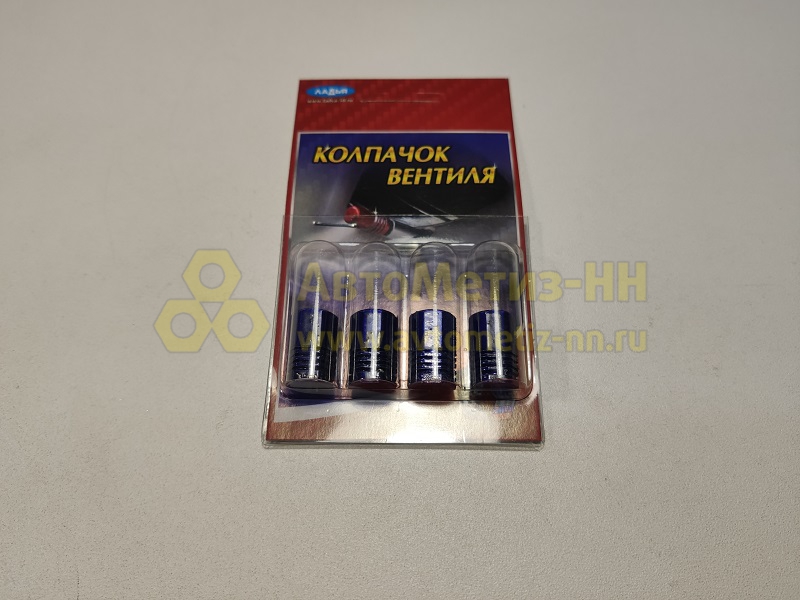 ЛАДЬЯ
КОЛПАЧОК
ВЕНТИЛЯ
АвтоМетиз-НН
www.avtometiz-nn.ru